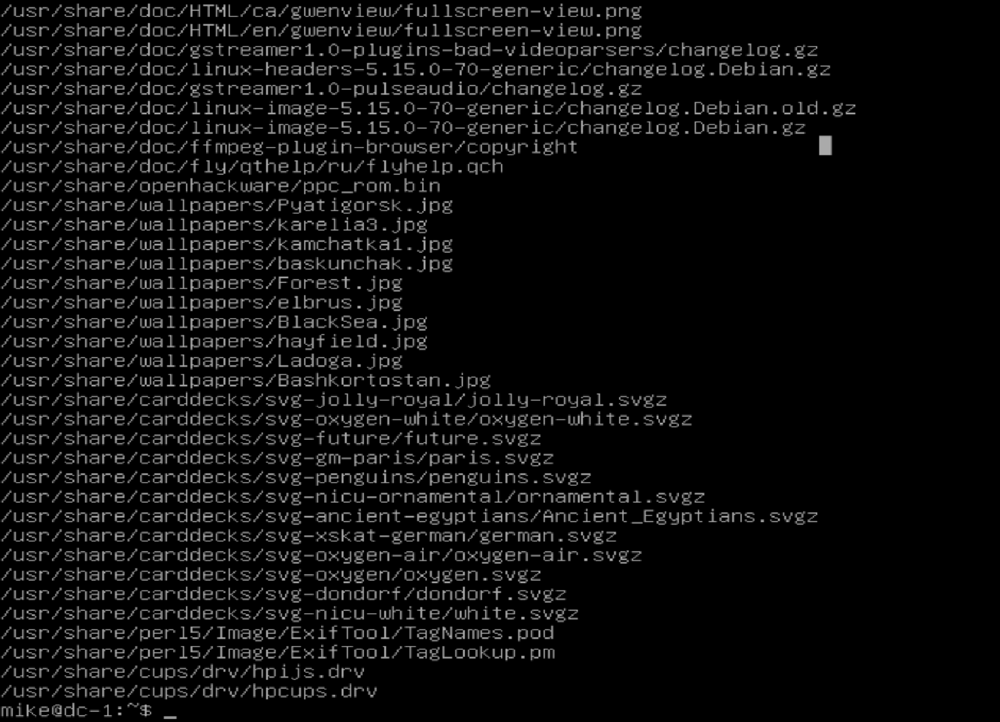 /usr/share/doc/HTML/ca/gwenview/fullscreen-view.png
/usr/share/doc/HTML/en/gwenview/fullscreen-view.png
/usr/share/doc/gstreamer1.0-plugins-bad-videoparsers/changelog.gz
/usr/share/doc/linux-headers-5.15.0-70-generic/changelog.Debian.gz
/usr/share/doc/gstreamer1.0-pulseaudio/changelog.gz
/usr/share/doc/linux-image-5.15.0-70-generic/changelog.Debian.old.gz
/usr/share/doc/linux-image-5.15.0-70-generic/changelog.Debian.gz
/usr/share/doc/ffmpeg-plugin-browser/copyright
/usr/share/doc/fly/qthelp/ru/flyhelp.qch
/usr/share/openhackware/ppc_rom.bin
/usr/share/wallpapers/Pyatigorsk.jpg
/usr/share/wallpapers/karelia3.jpg
/usr/share/wallpapers/kamchatka1.jpg
/usr/share/wallpapers/baskunchak.jpg
/usr/share/wallpapers/Forest.jpg
/usr/share/wallpapers/elbrus.jpg
/usr/share/wallpapers/BlackSea.jpg
/usr/share/wallpapers/hayfield.jpg
/usr/share/wallpapers/Ladoga.jpg
/usr/share/wallpapers/Bashkortostan.jpg
/usr/share/carddecks/svg-jolly-royal/jolly-royal.svgz
/usr/share/carddecks/svg-oxygen-white/oxygen-white.svgz
/usr/share/carddecks/svg-future/future.svgz
/usr/share/carddecks/svg-gm-paris/paris.svgz
/usr/share/carddecks/svg-penguins/penguins.svgz
/usr/share/carddecks/svg-nicu-ornamental/ornamental.svgz
/usr/share/carddecks/svg-ancient-egyptians/Ancient_Egyptians.svgz
/usr/share/carddecks/svg-xskat-german/german.svgz
/usr/share/carddecks/svg-oxygen-air/oxygen-air.svgz
/usr/share/carddecks/svg-oxygen/oxygen.svgz
/usr/share/carddecks/svg-dondorf/dondorf.svgz
/usr/share/carddecks/svg-nicu-white/white.svgz
/usr/share/perl5/Image/ExifTool/TagNames.pod
/usr/share/perl5/Image/ExifTool/TagLookup.pm
/usr/share/cups/drv/hpijs.drv
/usr/share/cups/drv/hpcups.drv
mike@dc-1:~$ _